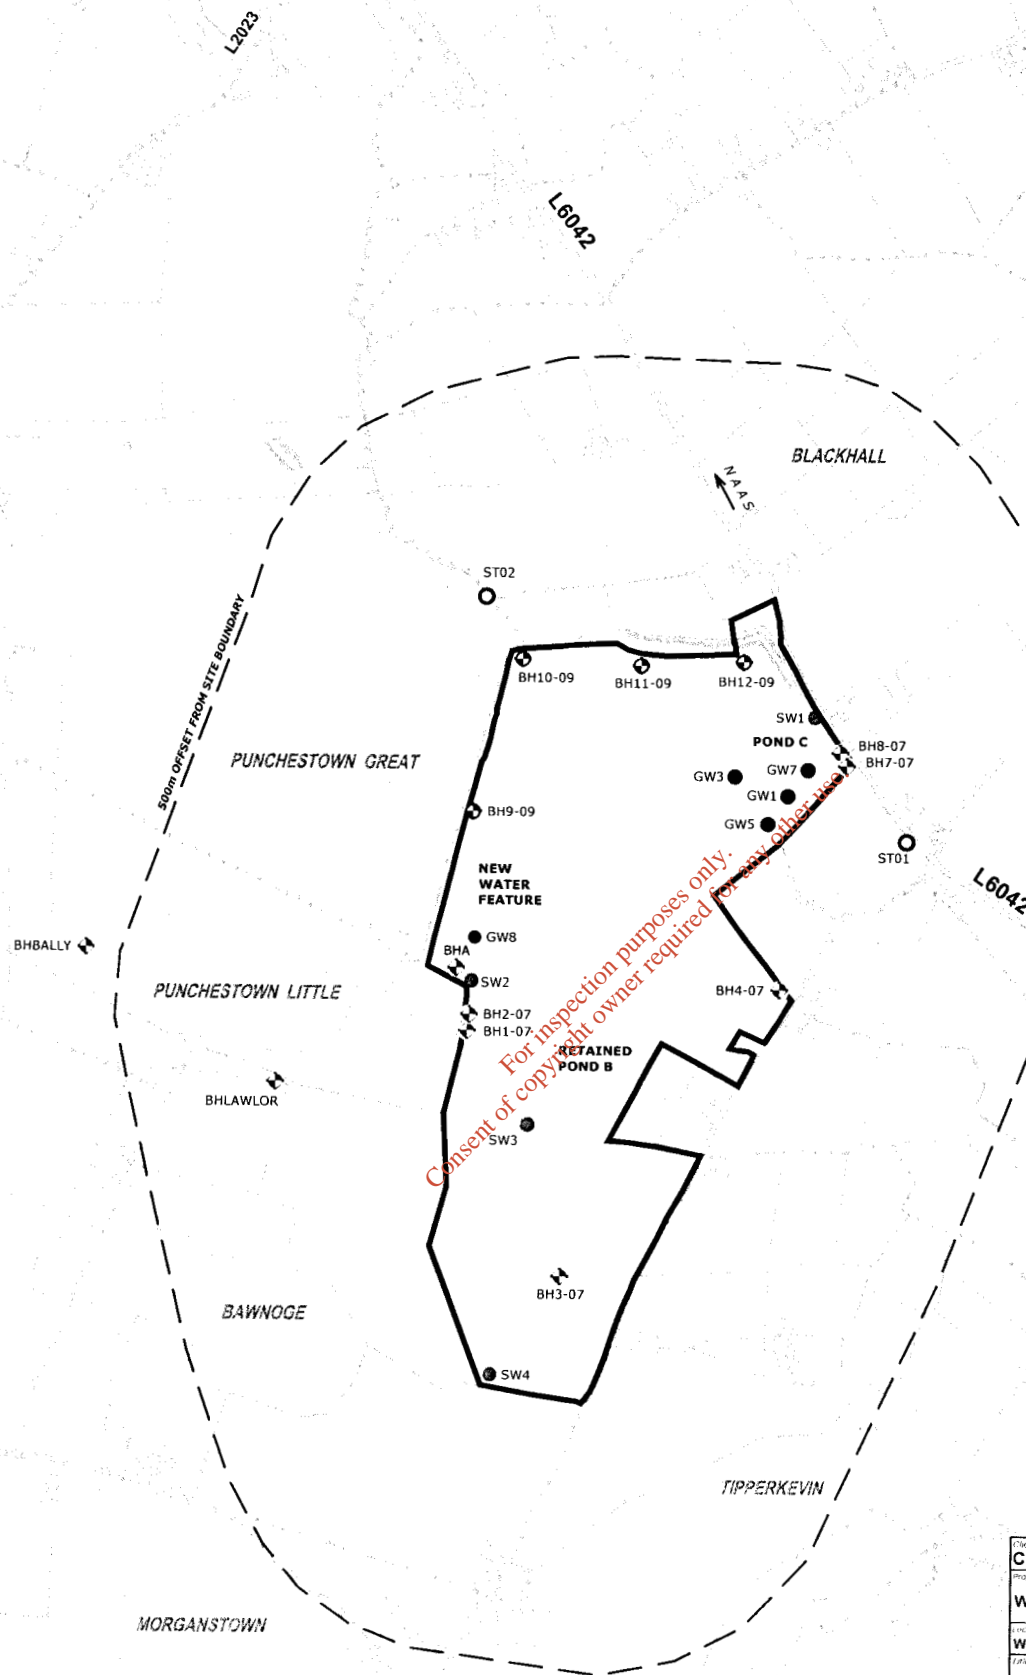 L2023
L6042
BLACKHALL
NAAS
ST02
500m OFFSET FROM SITE BOUNDARY
BH10-09
BH11-09
BH12-09
SW1
POND C
BH8-07
BH7-07
PUNCHESTOWN GREAT
GW3
GW7
GW1
GW5
BH9-09
ST01
NEW
WATER
FEATURE
L6042
GW8
BHBALLY
BHA
SW2
PUNCHESTOWN LITTLE
BH4-07
BH2-07
BH1-07
RETAINED
POND B
For inspection purposes only.
Consent of copyright owner required for any other use.
BHLAWLOR
SW3
BH3-07
BAWNOGE
SW4
TIPPERKEVIN
MORGANSTOWN
C
W
W